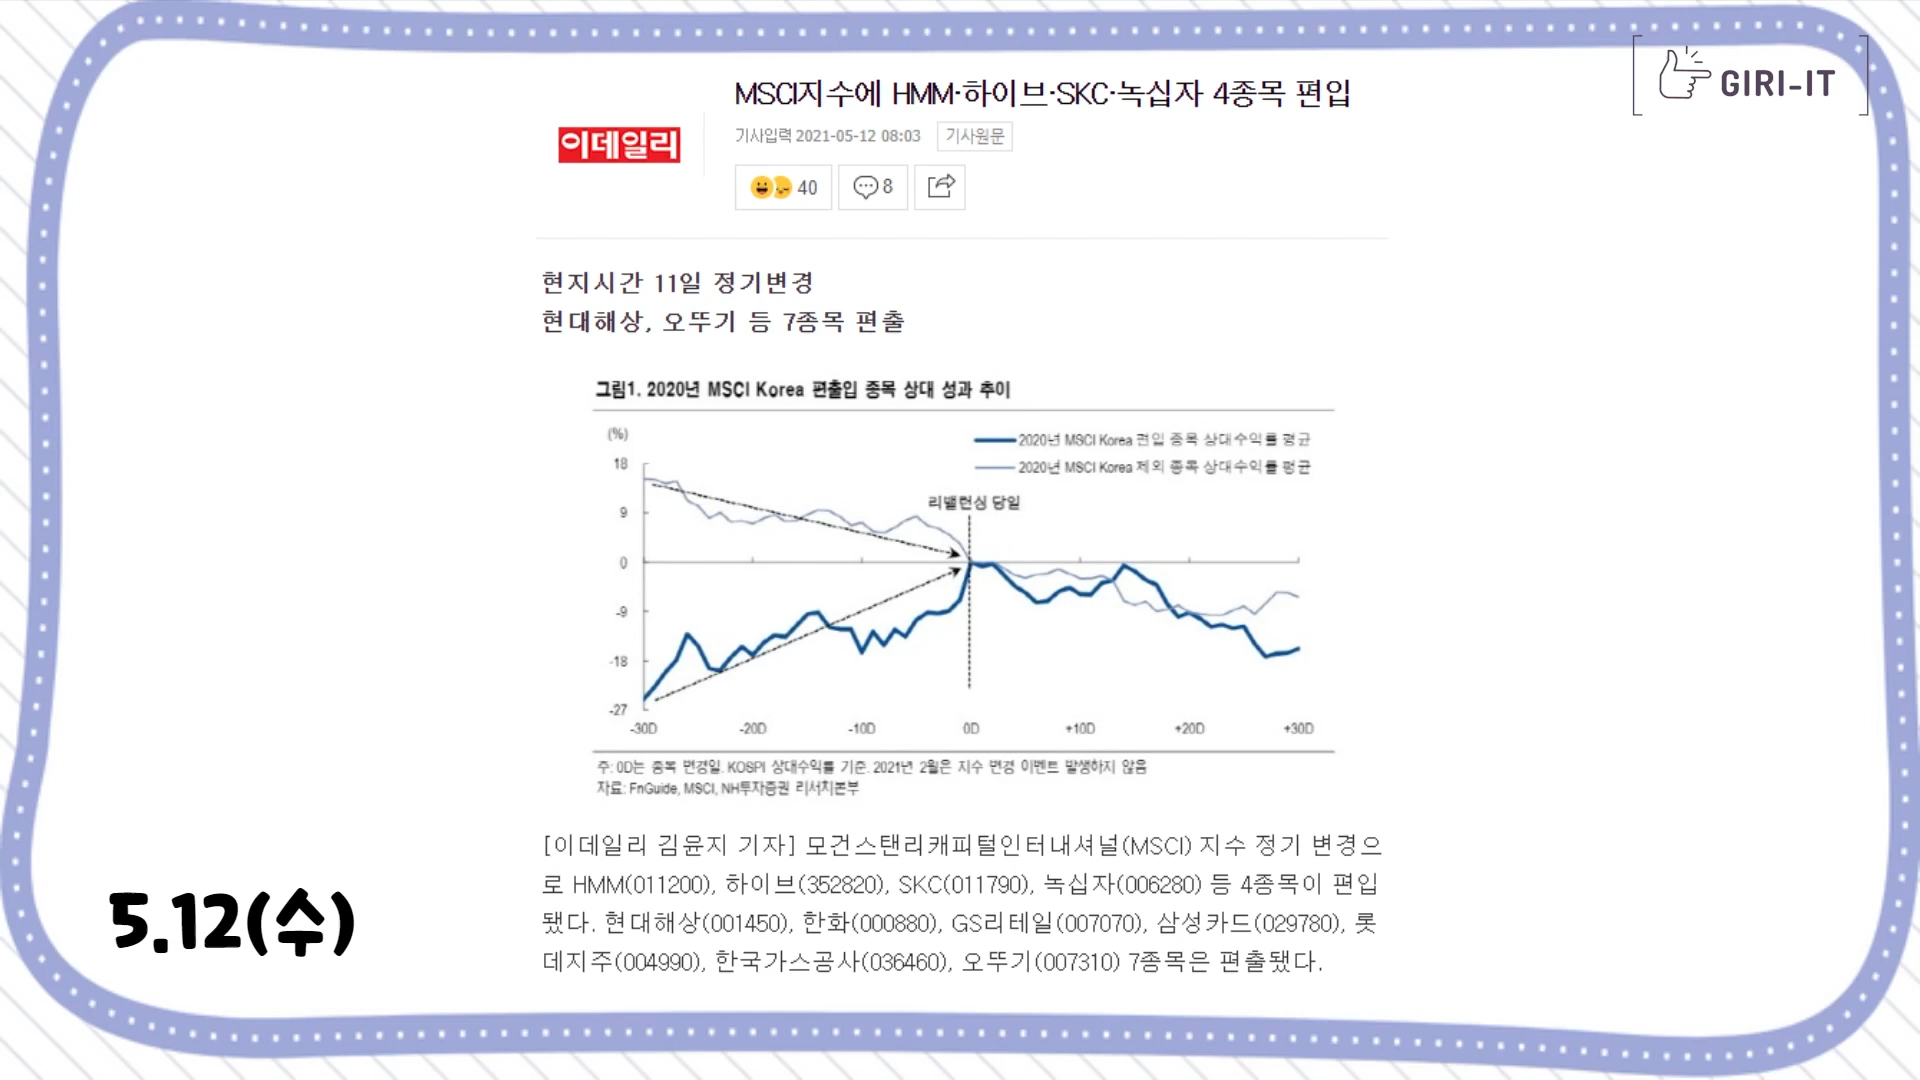 MSCI지수에 HMM·하이브·SKC·녹십자 4종목 편입
GIRI-IT
이데일리
기사입력 2021-05-12 08:03 기사원문
40 8
현지시간 11일 정기변경
현대해상, 오뚜기 등 7종목 편출
그림1. 2020년 MSCI Korea 편출입 종목 상대 성과 추이
(%)
2020년 MSCI Korea 편입 종목 상대수익률 평균
2020년 MSCI Korea 제외 종목 상대수익률 평균
리밸런싱 당일
18
9
0
-9
-18
-27
-30D -20D -10D 0D +10D +20D +30D
주: 0D는 종목 변경일. KOSPI 상대수익률 기준. 2021년 2월은 지수 변경 이벤트 발생하지 않음
자료: FnGuide, MSCI, NH투자증권 리서치본부
[이데일리 김윤지 기자] 모건스탠리캐피털인터내셔널(MSCI) 지수 정기 변경으
로 HMM(011200), 하이브(352820), SKC(011790), 녹십자(006280) 등 4종목이 편입
됐다. 현대해상(001450), 한화(000880), GS리테일(007070), 삼성카드(029780), 롯
데지주(004990), 한국가스공사(036460), 오뚜기(007310) 7종목은 편출됐다.
5.12(수)